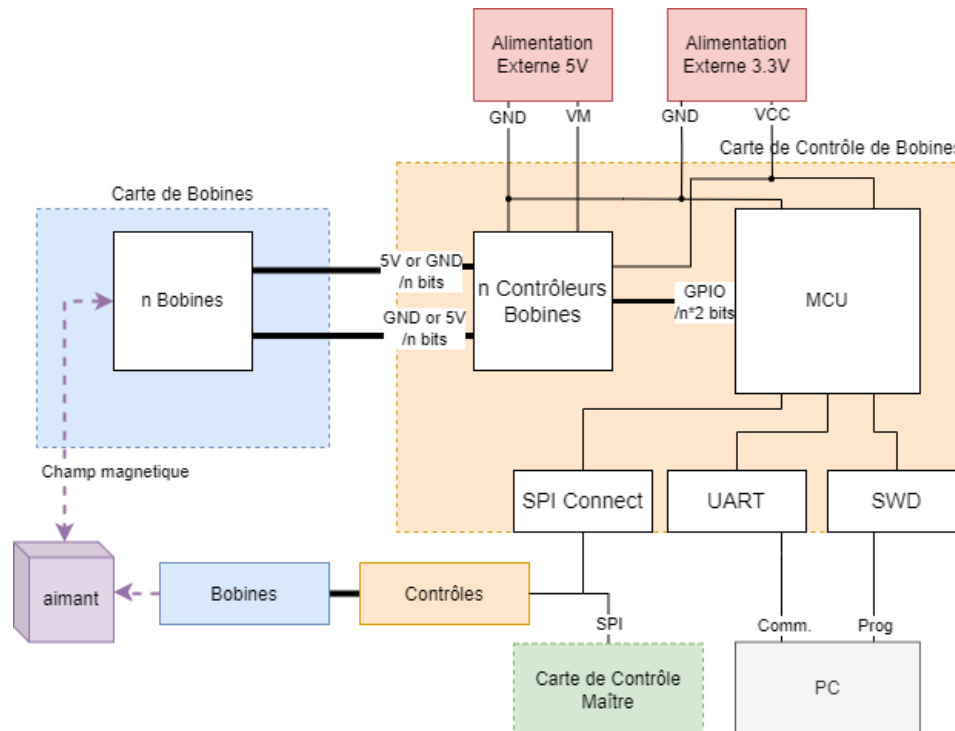 Alimentation
Externe 5V
Alimentation
Externe 3.3V
GND
VM
GND
VCC
Carte de Contrôle de Bobines
Carte de Bobines
n Bobines
5V or GND
/n bits
GND or 5V
/n bits
n Contrôleurs
Bobines
GPIO
/n*2 bits
MCU
Champ magnetique
SPI Connect
UART
SWD
aimant
Bobines
Contrôles
SPI
Comm.
Prog
Carte de Contrôle
Maître
PC